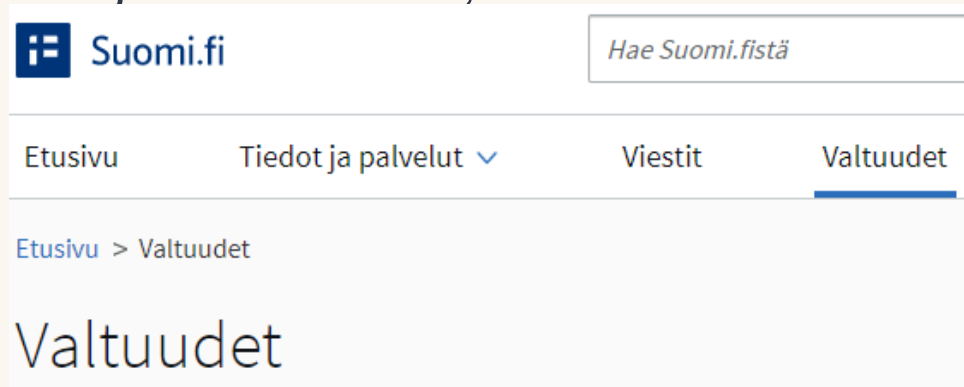 Suomi.fi
Hae Suomi.fistä
Etusivu Tiedot ja palvelut Viestit Valtuudet
Etusivu > Valtuudet
Valtuudet